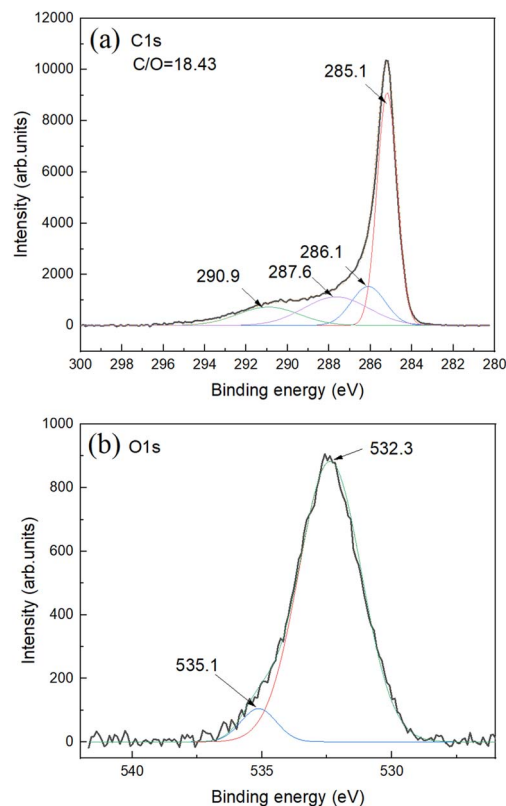 (a) C1s
C/O=18.43
285.1
286.1
287.6
290.9
12000
10000
8000
6000
4000
2000
0
Intensity (arb.units)
300 298 296 294 292 290 288 286 284 282 280
Binding energy (eV)
(b) O1s
532.3
535.1
1000
800
600
400
200
0
Intensity (arb.units)
540 535 530
Binding energy (eV)